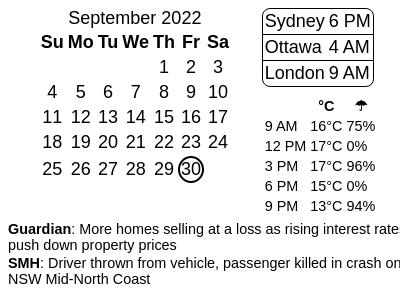 September 2022
Su Mo Tu We Th Fr Sa
1 2 3
4 5 6 7 8 9 10
11 12 13 14 15 16 17
18 19 20 21 22 23 24
25 26 27 28 29 30
Sydney 6 PM
Ottawa 4 AM
London 9 AM
°C ☂
9 AM 16°C 75%
12 PM 17°C 0%
3 PM 17°C 96%
6 PM 15°C 0%
9 PM 13°C 94%
Guardian: More homes selling at a loss as rising interest rates
push down property prices
SMH: Driver thrown from vehicle, passenger killed in crash on
NSW Mid-North Coast